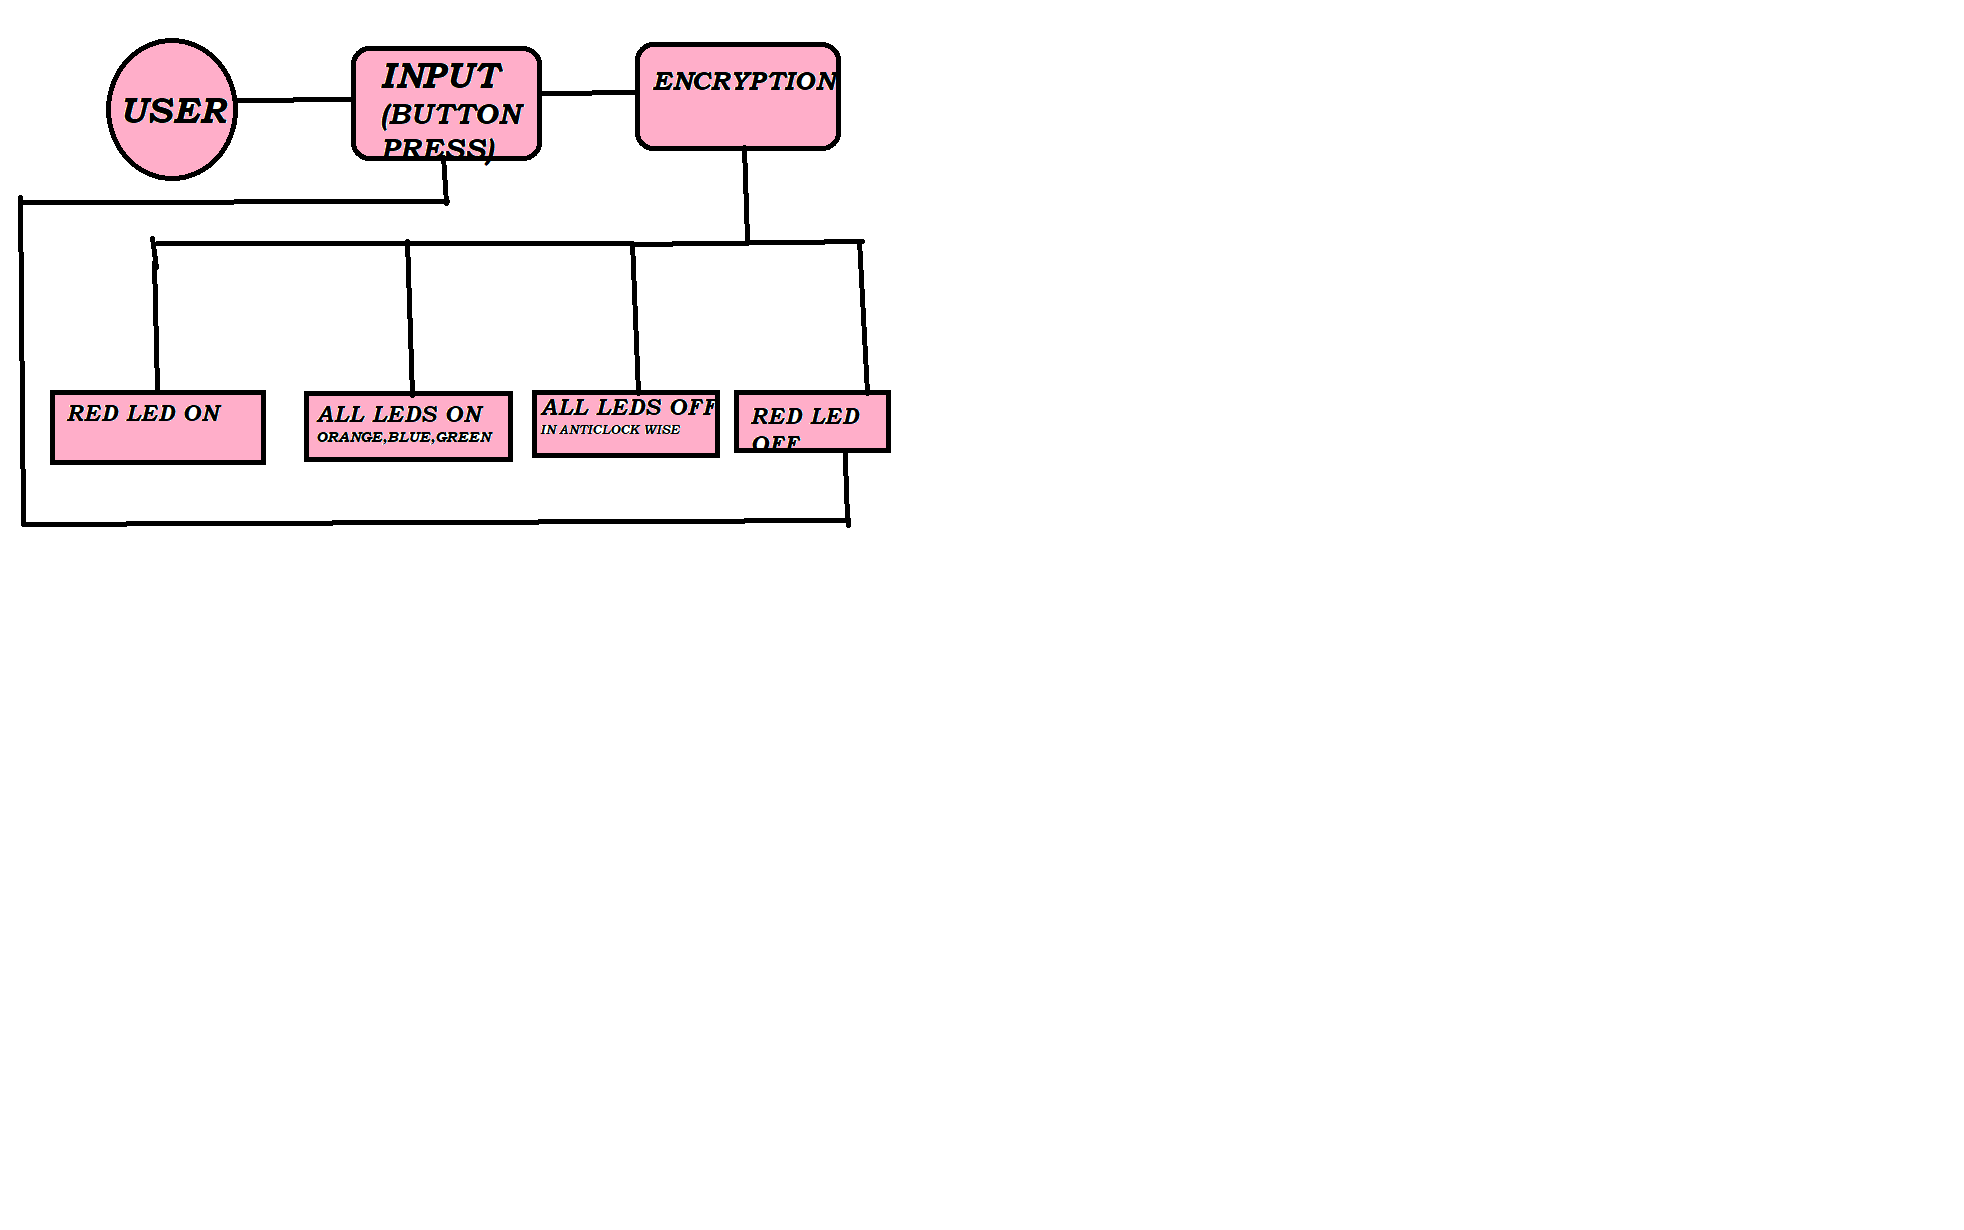 USER
INPUT
(BUTTON
PRESS)
ENCRYPTION
RED LED ON
ALL LEDS ON
ORANGE,BLUE,GREEN
ALL LEDS OFF
IN ANTICLOCK WISE
RED LED
OFF